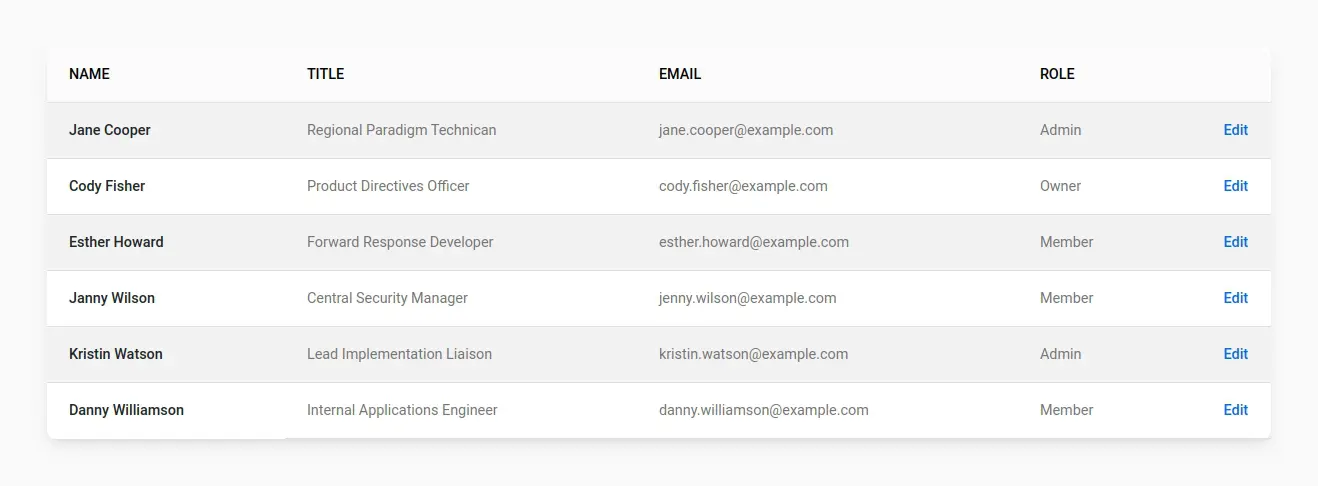 NAME TITLE EMAIL ROLE
Jane Cooper Regional Paradigm Technican jane.cooper@example.com Admin Edit
Cody Fisher Product Directives Officer cody.fisher@example.com Owner Edit
Esther Howard Forward Response Developer esther.howard@example.com Member Edit
Janny Wilson Central Security Manager jenny.wilson@example.com Member Edit
Kristin Watson Lead Implementation Liaison kristin.watson@example.com Admin Edit
Danny Williamson Internal Applications Engineer danny.williamson@example.com Member Edit